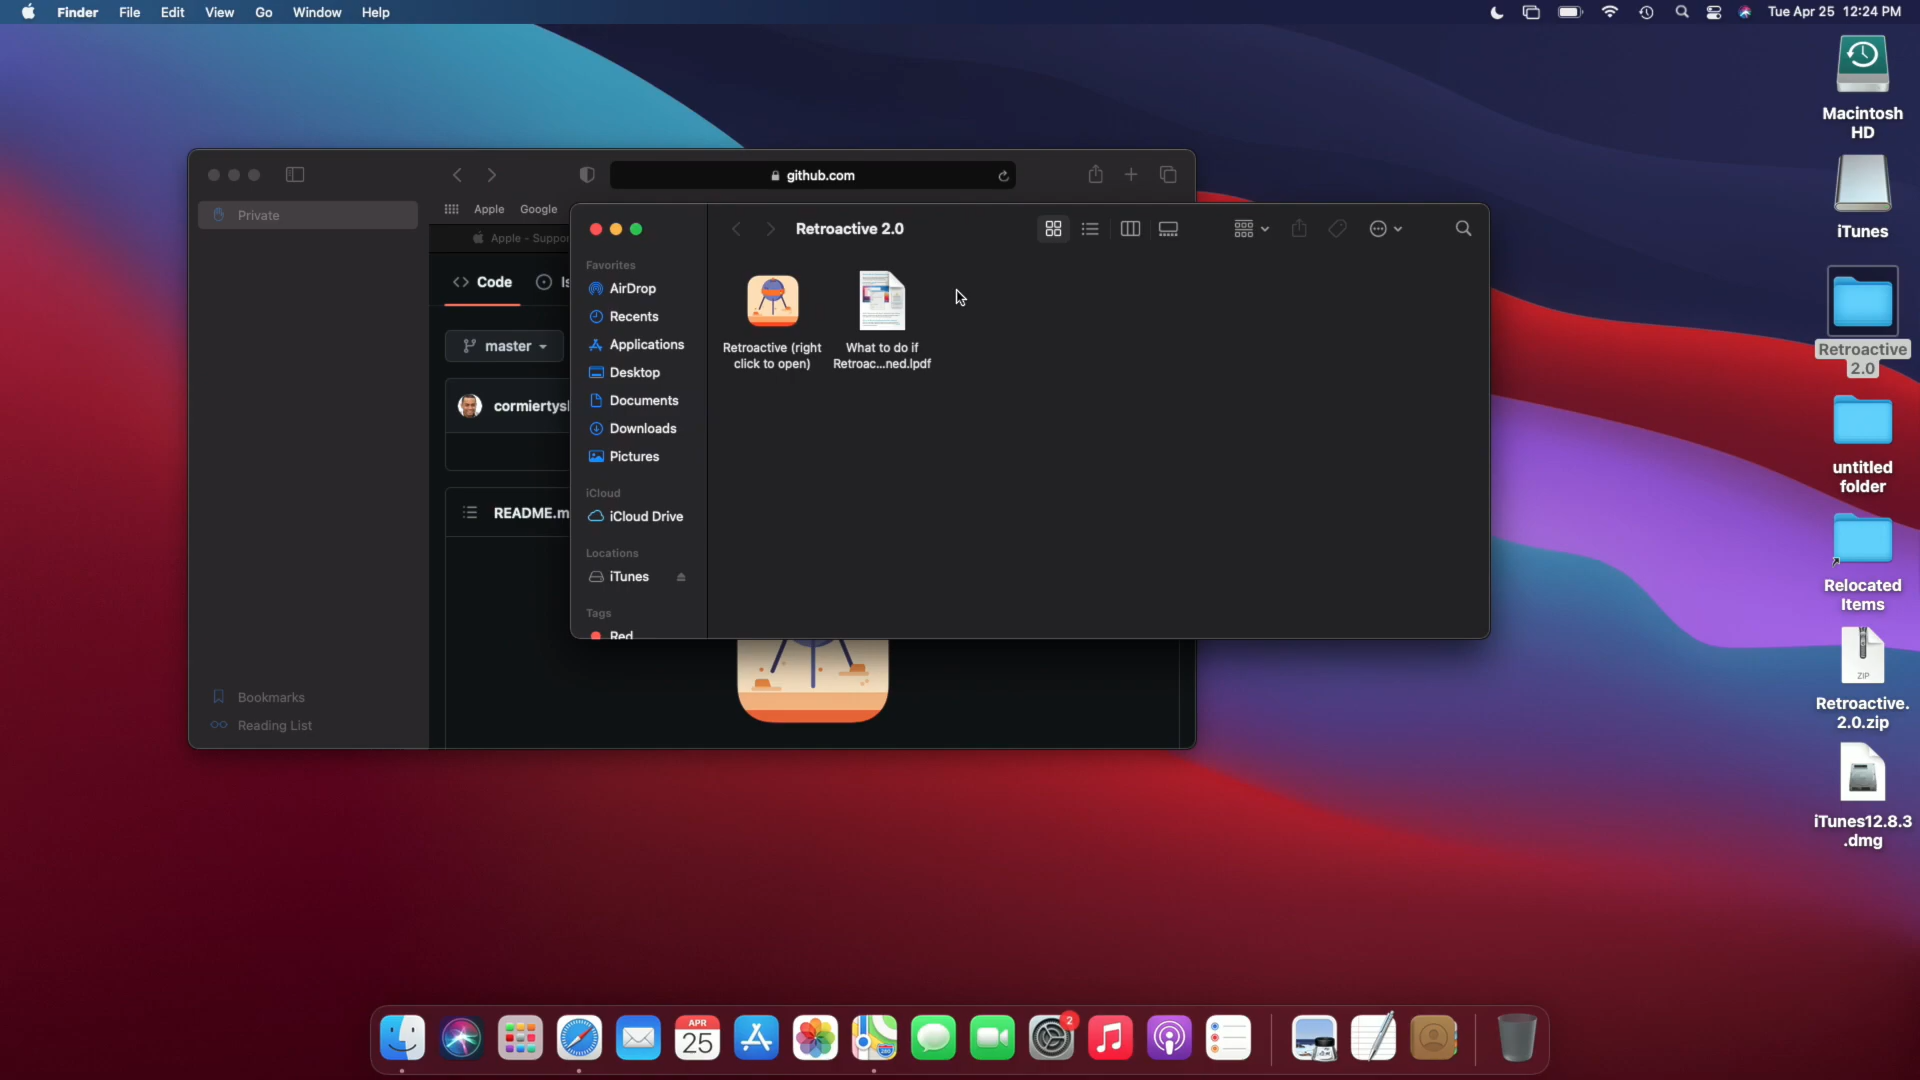 Finder File Edit View Go Window Help
Tue Apr 25 12:24 PM
Macintosh
HD
iTunes
Retroactive
2.0
untitled
folder
Relocated
Items
ZIP
Retroactive.
2.0.zip
iTunes12.8.3
.dmg
github.com
Private
Apple Google
Apple - Suppor
Code
master
README.m
Bookmarks
Reading List
Retroactive 2.0
Favorites
AirDrop
Recents
Applications
Desktop
Documents
Downloads
Pictures
iCloud
iCloud Drive
Locations
iTunes
Tags
Red
Retroactive (right
click to open)
What to do if
Retroac...ned.lpdf
APR
25
2